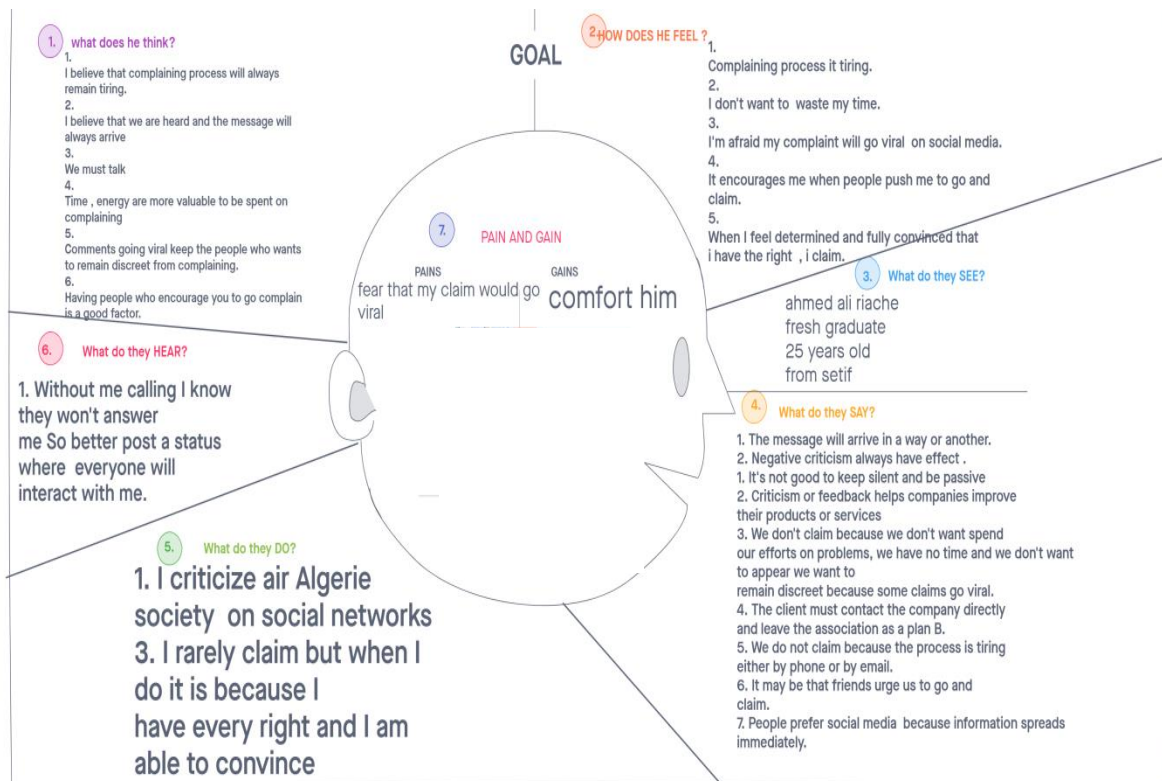 GOAL
1. what does he think?
1.
I believe that complaining process will always
remain tiring.
2.
I believe that we are heard and the message will
always arrive
3.
We must talk
4.
Time , energy are more valuable to be spent on
complaining
5.
Comments going viral keep the people who wants
to remain discreet from complaining.
6.
Having people who encourage you to go complain
is a good factor.
2 HOW DOES HE FEEL ?
1.
Complaining process it tiring.
2.
I don't want to waste my time.
3.
I'm afraid my complaint will go viral on social media.
4.
It encourages me when people push me to go and
claim.
5.
When I feel determined and fully convinced that
i have the right , i claim.
7. PAIN AND GAIN
PAINS
fear that my claim would go
viral
GAINS
comfort him
3. What do they SEE?
ahmed ali riache
fresh graduate
25 years old
from setif
6. What do they HEAR?
1. Without me calling I know
they won't answer
me So better post a status
where everyone will
interact with me.
4. What do they SAY?
1. The message will arrive in a way or another.
2. Negative criticism always have effect .
1. It's not good to keep silent and be passive
2. Criticism or feedback helps companies improve
their products or services
3. We don't claim because we don't want spend
our efforts on problems, we have no time and we don't want
to appear we want to
remain discreet because some claims go viral.
4. The client must contact the company directly
and leave the association as a plan B.
5. We do not claim because the process is tiring
either by phone or by email.
6. It may be that friends urge us to go and
claim.
7. People prefer social media because information spreads
immediately.
5. What do they DO?
1. I criticize air Algerie
society on social networks
3. I rarely claim but when I
do it is because I
have every right and I am
able to convince